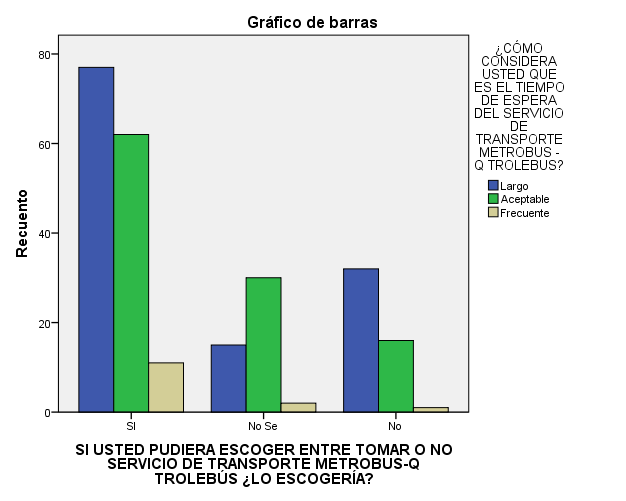 Gráfico de barras
¿CÓMO
CONSIDERA
USTED QUE
ES EL TIEMPO
DE ESPERA
DEL SERVICIO
DE
TRANSPORTE
METROBUS -
Q TROLEBUS?
Largo
Aceptable
Frecuente
Recuento
80
60
40
20
0
SI
No Se
No
SI USTED PUDIERA ESCOGER ENTRE TOMAR O NO
SERVICIO DE TRANSPORTE METROBUS-Q
TROLEBÚS ¿LO ESCOGERÍA?